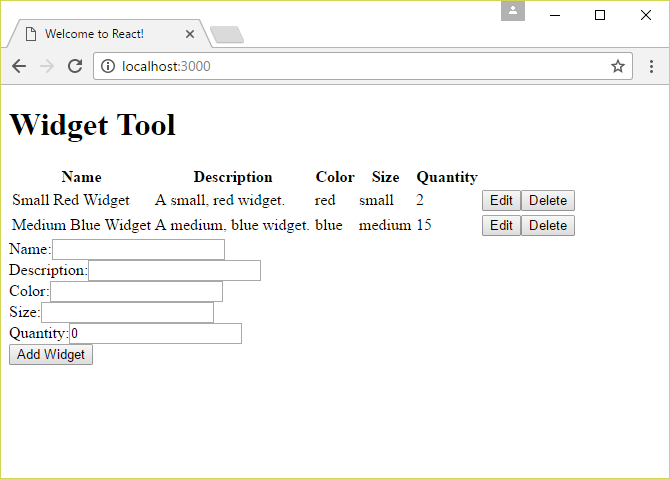 Welcome to React!
localhost:3000
Widget Tool
Name Description Color Size Quantity
Small Red Widget A small, red widget. red small 2 Edit Delete
Medium Blue Widget A medium, blue widget. blue medium 15 Edit Delete
Name:
Description:
Color:
Size:
Quantity: 0
Add Widget